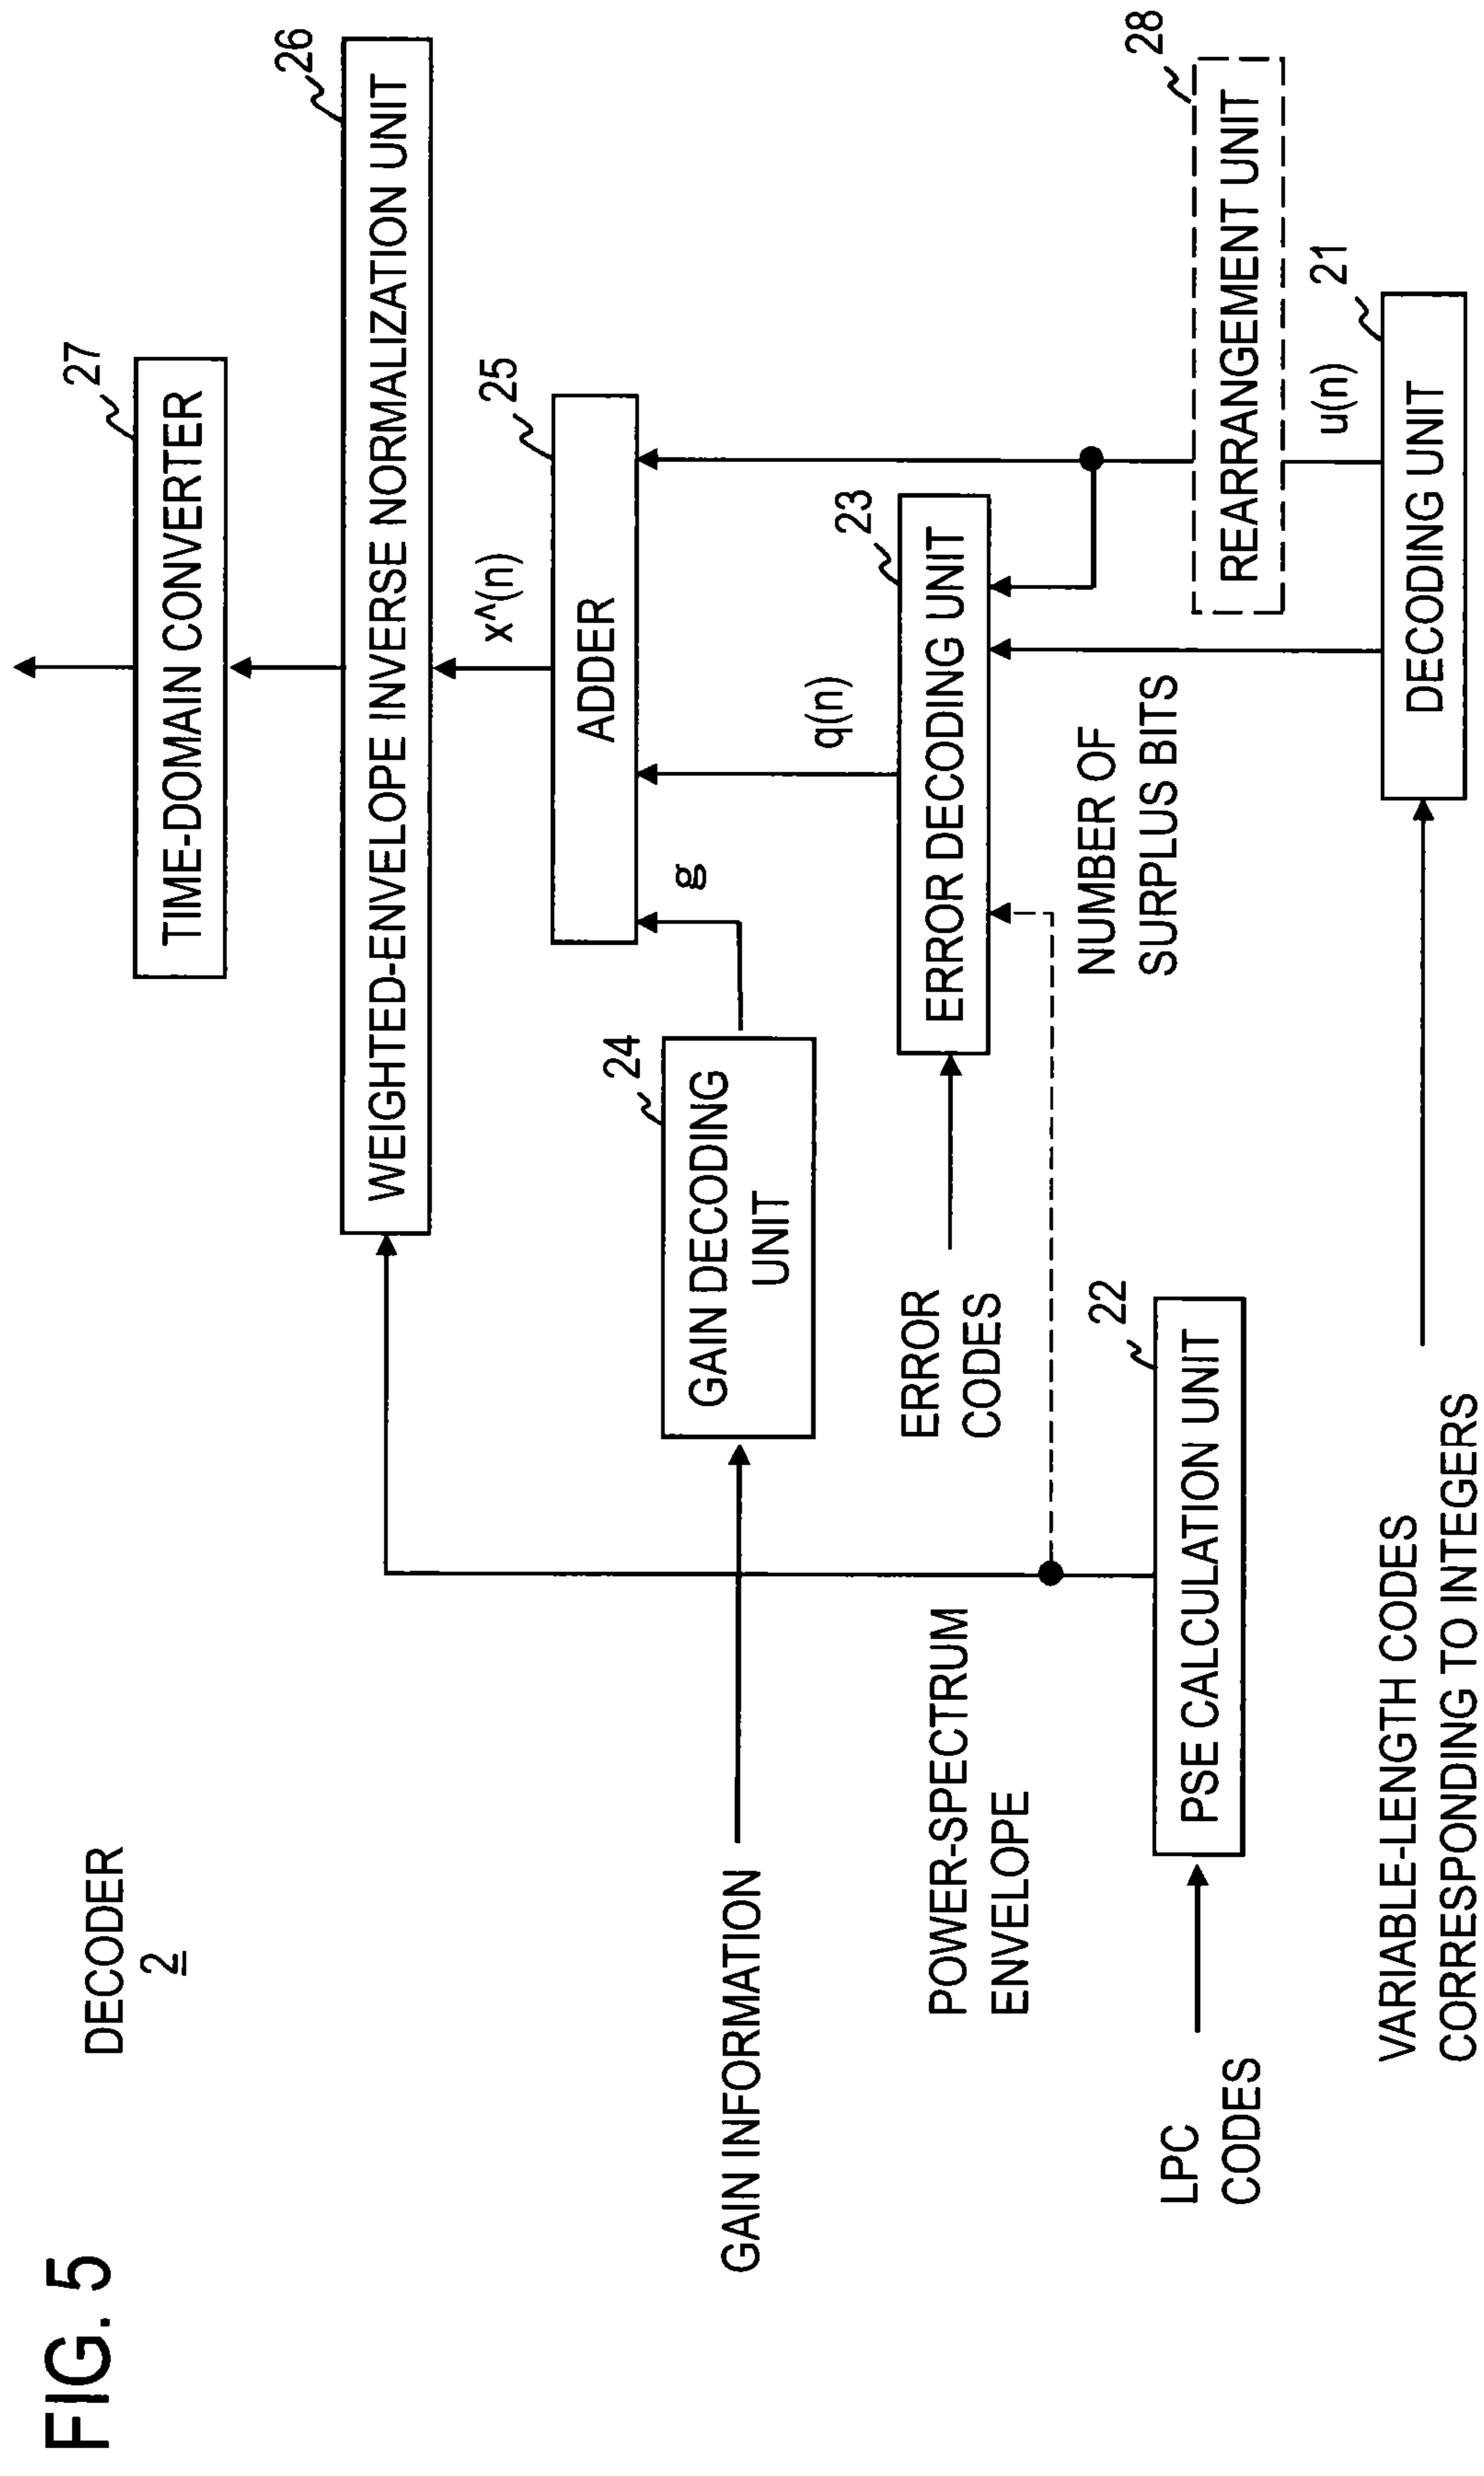 FIG. 5
DECODER
2
27
TIME-DOMAIN CONVERTER
26
WEIGHTED-ENVELOPE INVERSE NORMALIZATION UNIT
x^(n)
25
ADDER
24
GAIN DECODING
UNIT
g
q(n)
23
ERROR DECODING UNIT
GAIN INFORMATION
ERROR
CODES
POWER-SPECTRUM
ENVELOPE
NUMBER OF
SURPLUS BITS
28
REARRANGEMENT UNIT
22
PSE CALCULATION UNIT
LPC
CODES
u(n)
21
DECODING UNIT
VARIABLE-LENGTH CODES
CORRESPONDING TO INTEGERS